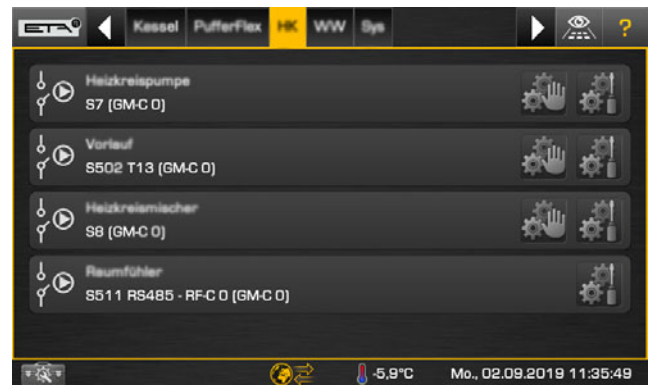 ETA
Kessel PufferFlex HK WW Sys ?
Heizkreispumpe
S7 (GM-C 0)
Vorlauf
S502 T13 (GM-C 0)
Heizkreismischer
S8 (GM-C 0)
Raumfühler
S511 RS485 - RF-C 0 (GM-C 0)
-5,9°C Mo., 02.09.2019 11:35:49